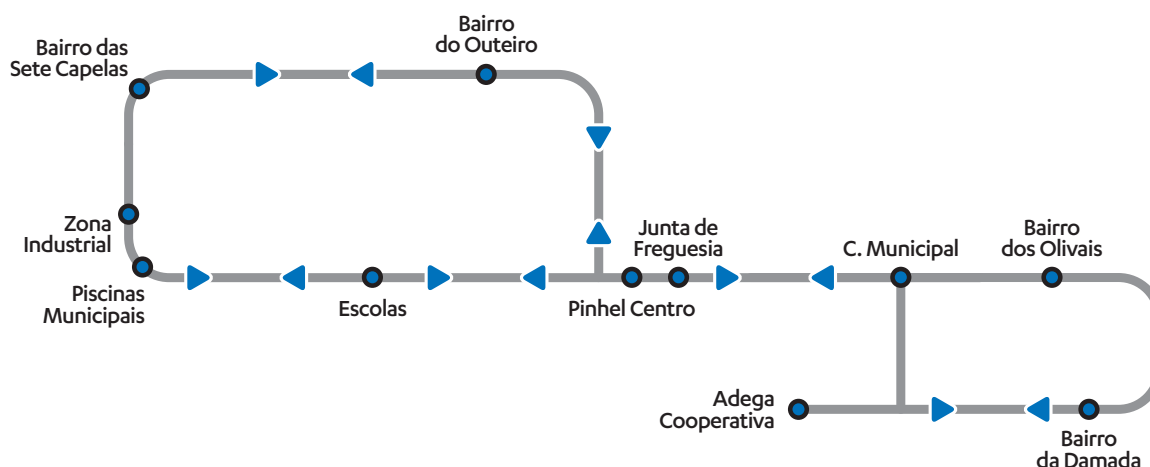 Bairro
do Outeiro
Bairro das
Sete Capelas
Zona
Industrial
Piscinas
Municipais
Escolas
Junta de
Freguesia
Pinhel Centro
C. Municipal
Bairro
dos Olivais
Adega
Cooperativa
Bairro
da Damada